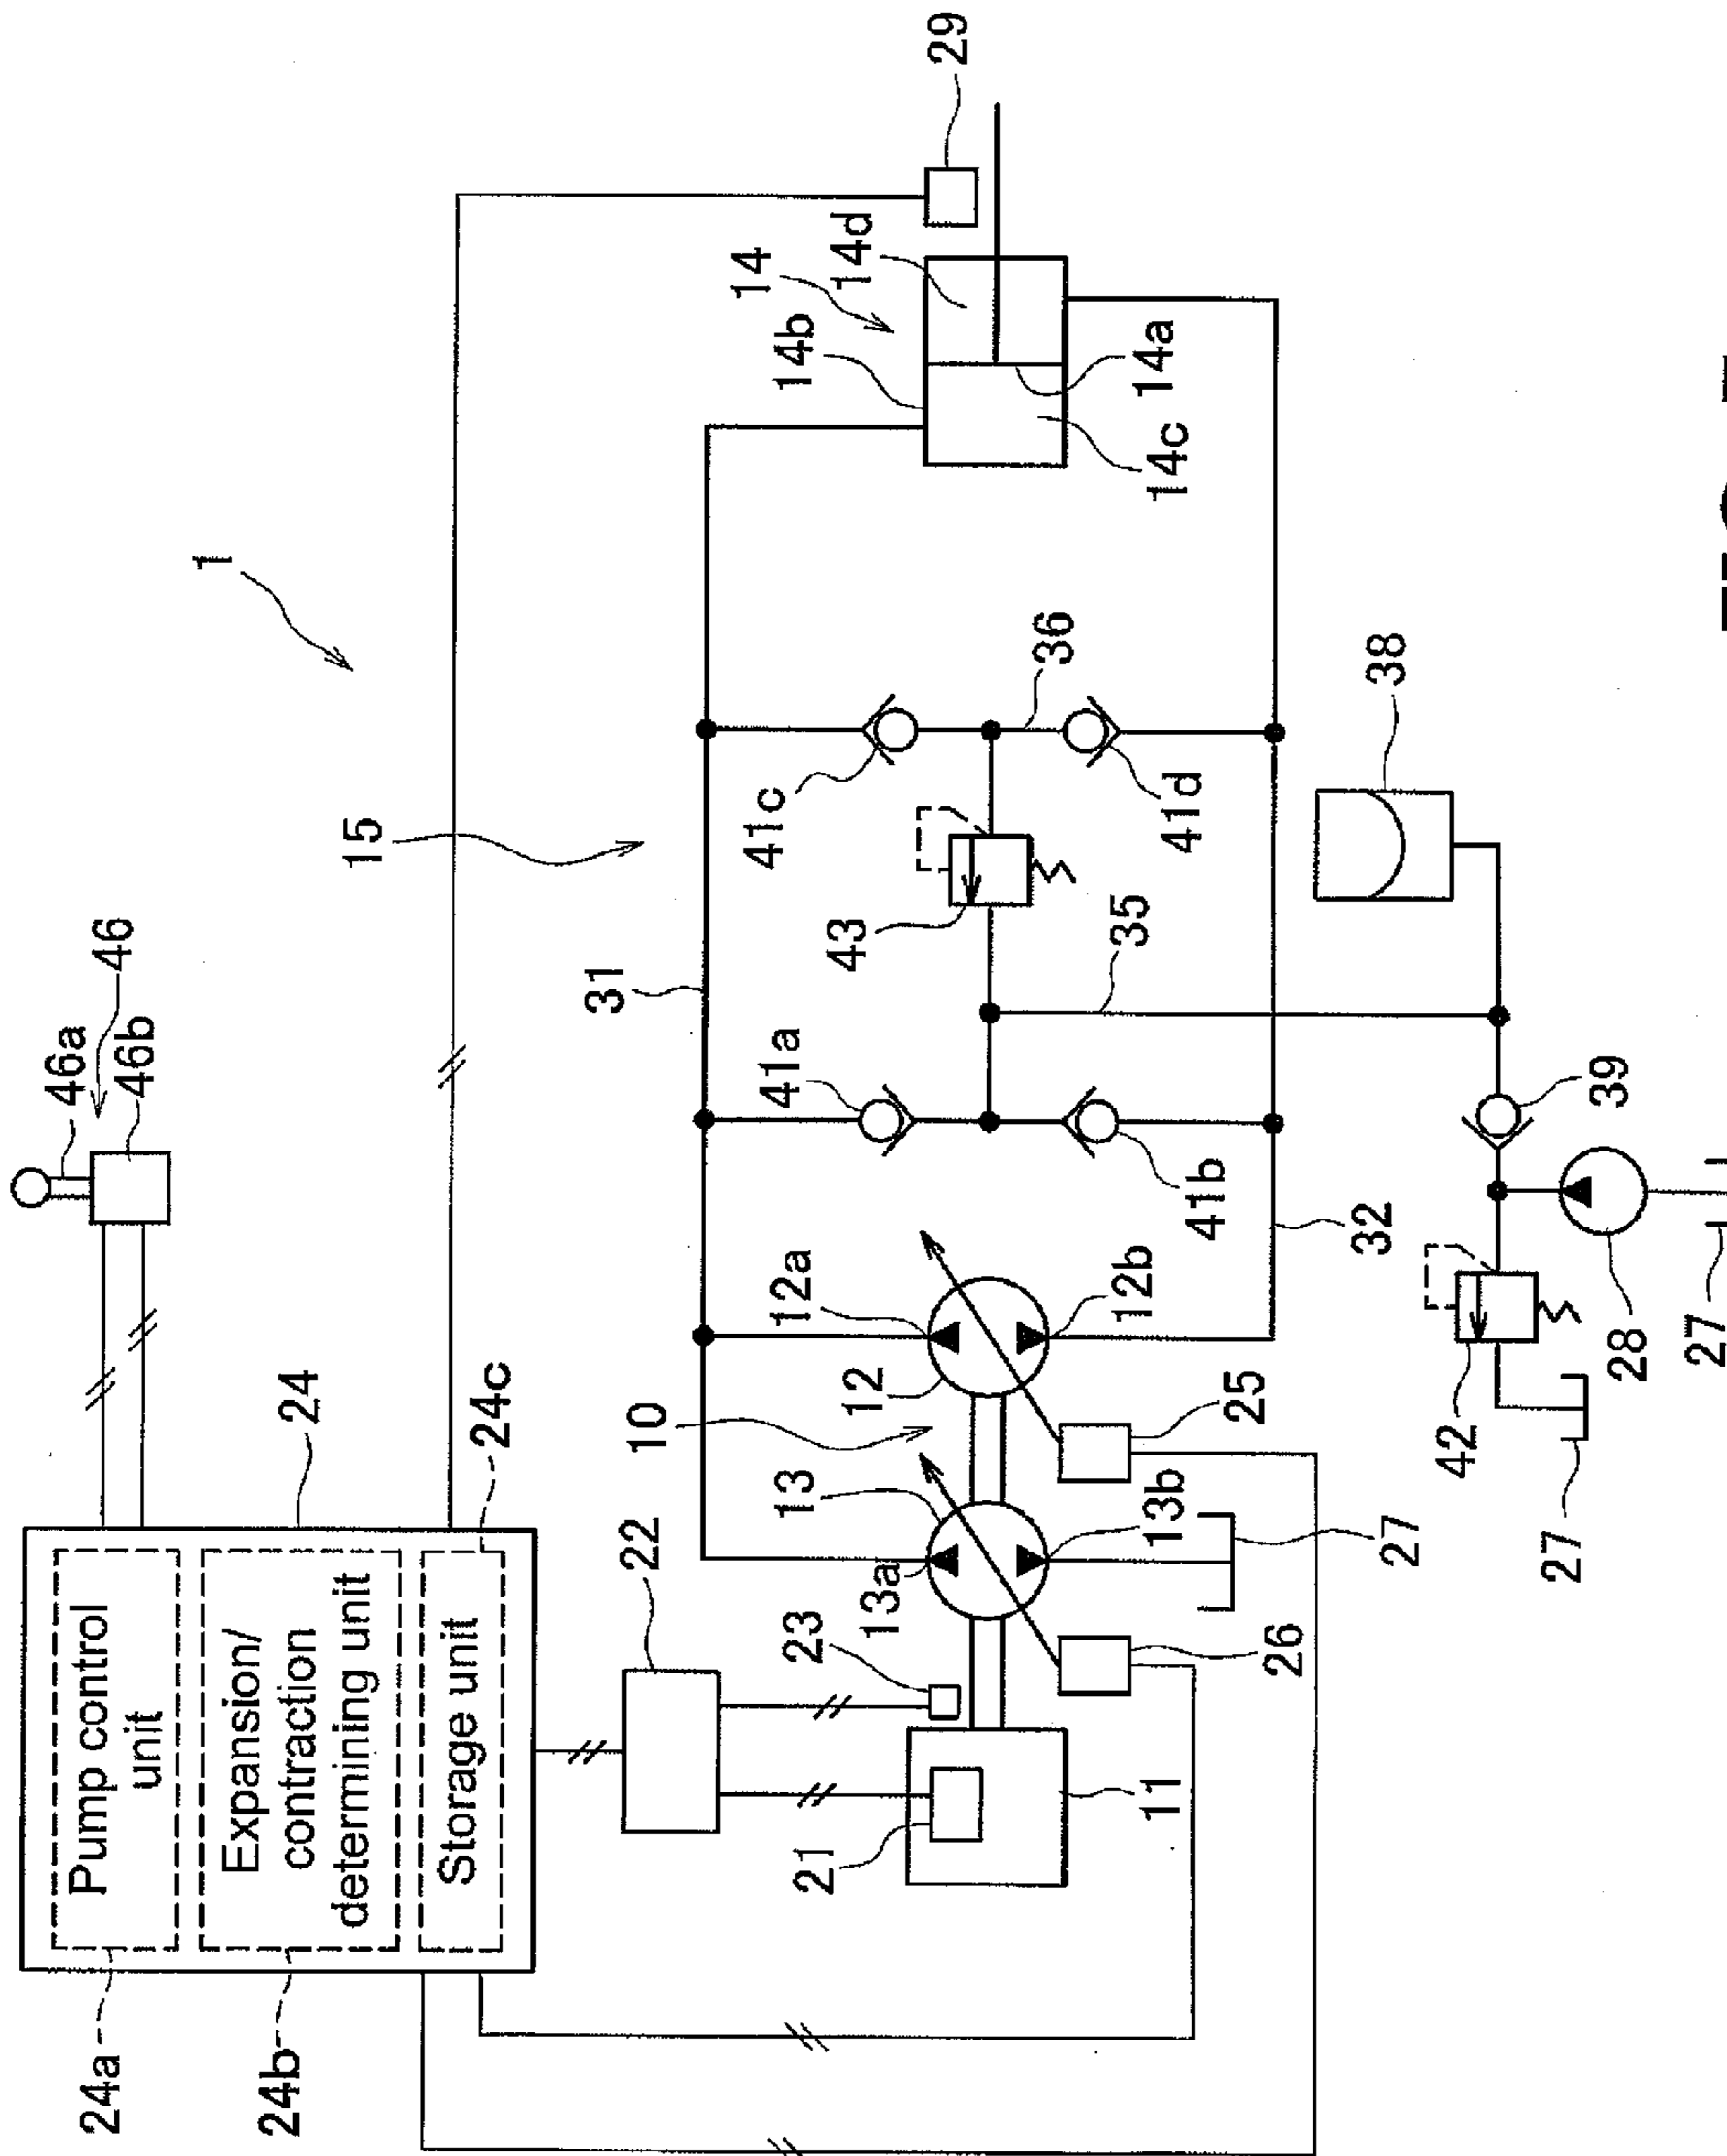 1
46
46a
46b
24
24a
Pump control
unit
24b
Expansion/
contraction
determining unit
24c
Storage unit
15
31
29
14
14b
14d
14a
14c
22
23
21
11
10
13
13a
13b
12
12a
12b
25
26
27
41a
41b
41c
41d
43
36
35
32
38
39
42
28
27
27